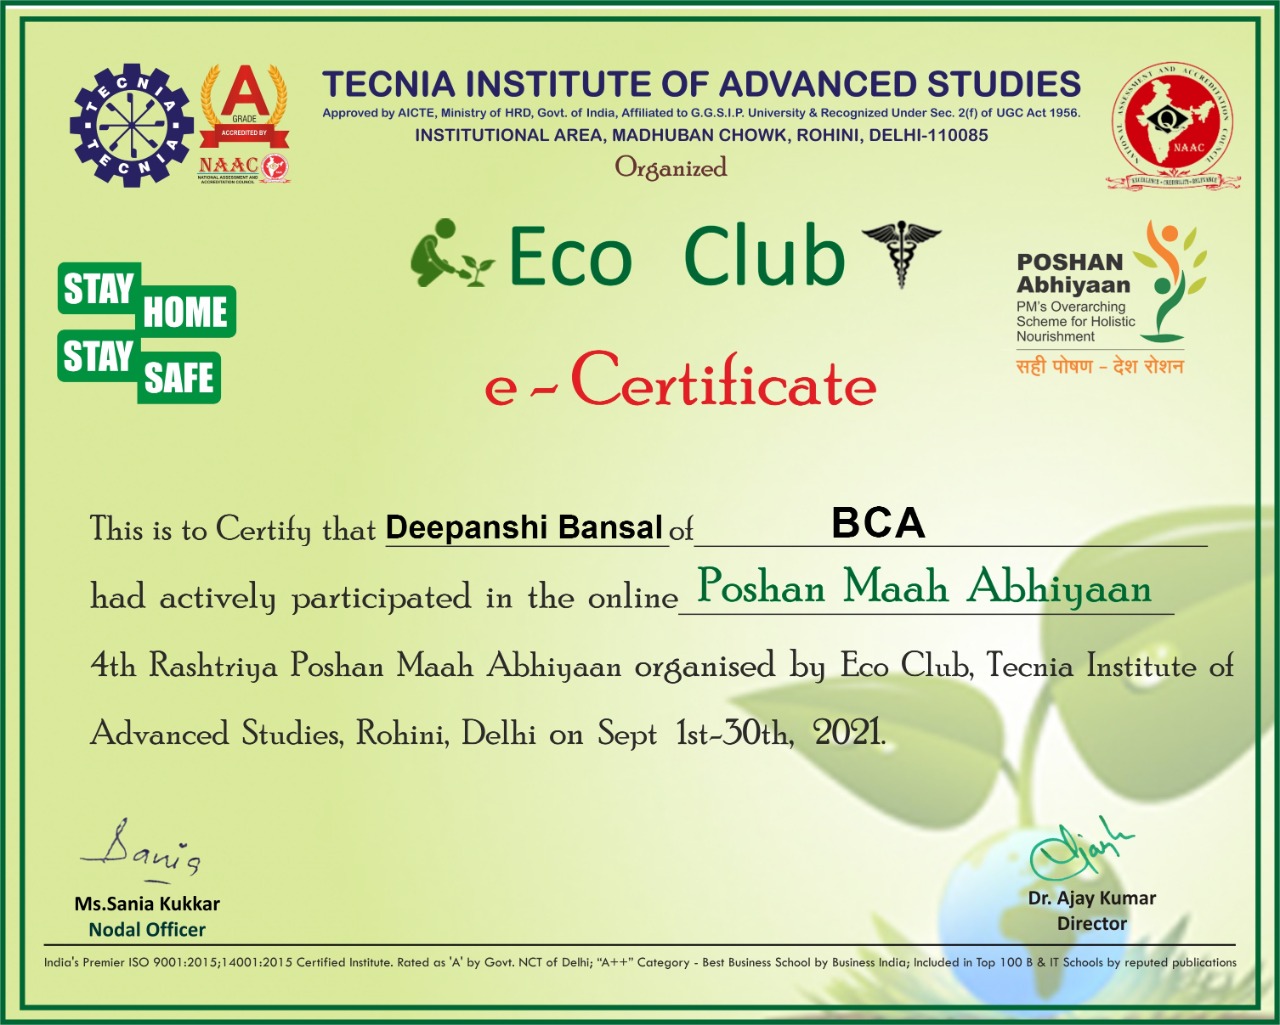 TECNIA
TECNIA
A
GRADE
ACCREDITED BY
NAAC
NATIONAL ASSESSMENT AND
ACCREDITATION COUNCIL
TECNIA INSTITUTE OF ADVANCED STUDIES
Approved by AICTE, Ministry of HRD, Govt. of India, Affiliated to G.G.S.I.P. University & Recognized Under Sec. 2(f) of UGC Act 1956.
INSTITUTIONAL AREA, MADHUBAN CHOWK, ROHINI, DELHI-110085
Organized
NATIONAL ASSESSMENT AND ACCREDITATION COUNCIL
Q
NAAC
EXCELLENCE • CREDIBILITY • RELEVANCE
Eco Club
STAY
HOME
STAY
SAFE
POSHAN
Abhiyaan
PM's Overarching
Scheme for Holistic
Nourishment
सही पोषण - देश रोशन
e - Certificate
This is to Certify that Deepanshi Bansal of BCA
had actively participated in the online Poshan Maah Abhiyaan
4th Rashtriya Poshan Maah Abhiyaan organised by Eco Club, Tecnia Institute of
Advanced Studies, Rohini, Delhi on Sept 1st-30th, 2021.
Sania
Ajayk
Ms.Sania Kukkar
Nodal Officer
Dr. Ajay Kumar
Director
India's Premier ISO 9001:2015;14001:2015 Certified Institute. Rated as 'A' by Govt. NCT of Delhi; “A++” Category - Best Business School by Business India; Included in Top 100 B & IT Schools by reputed publications